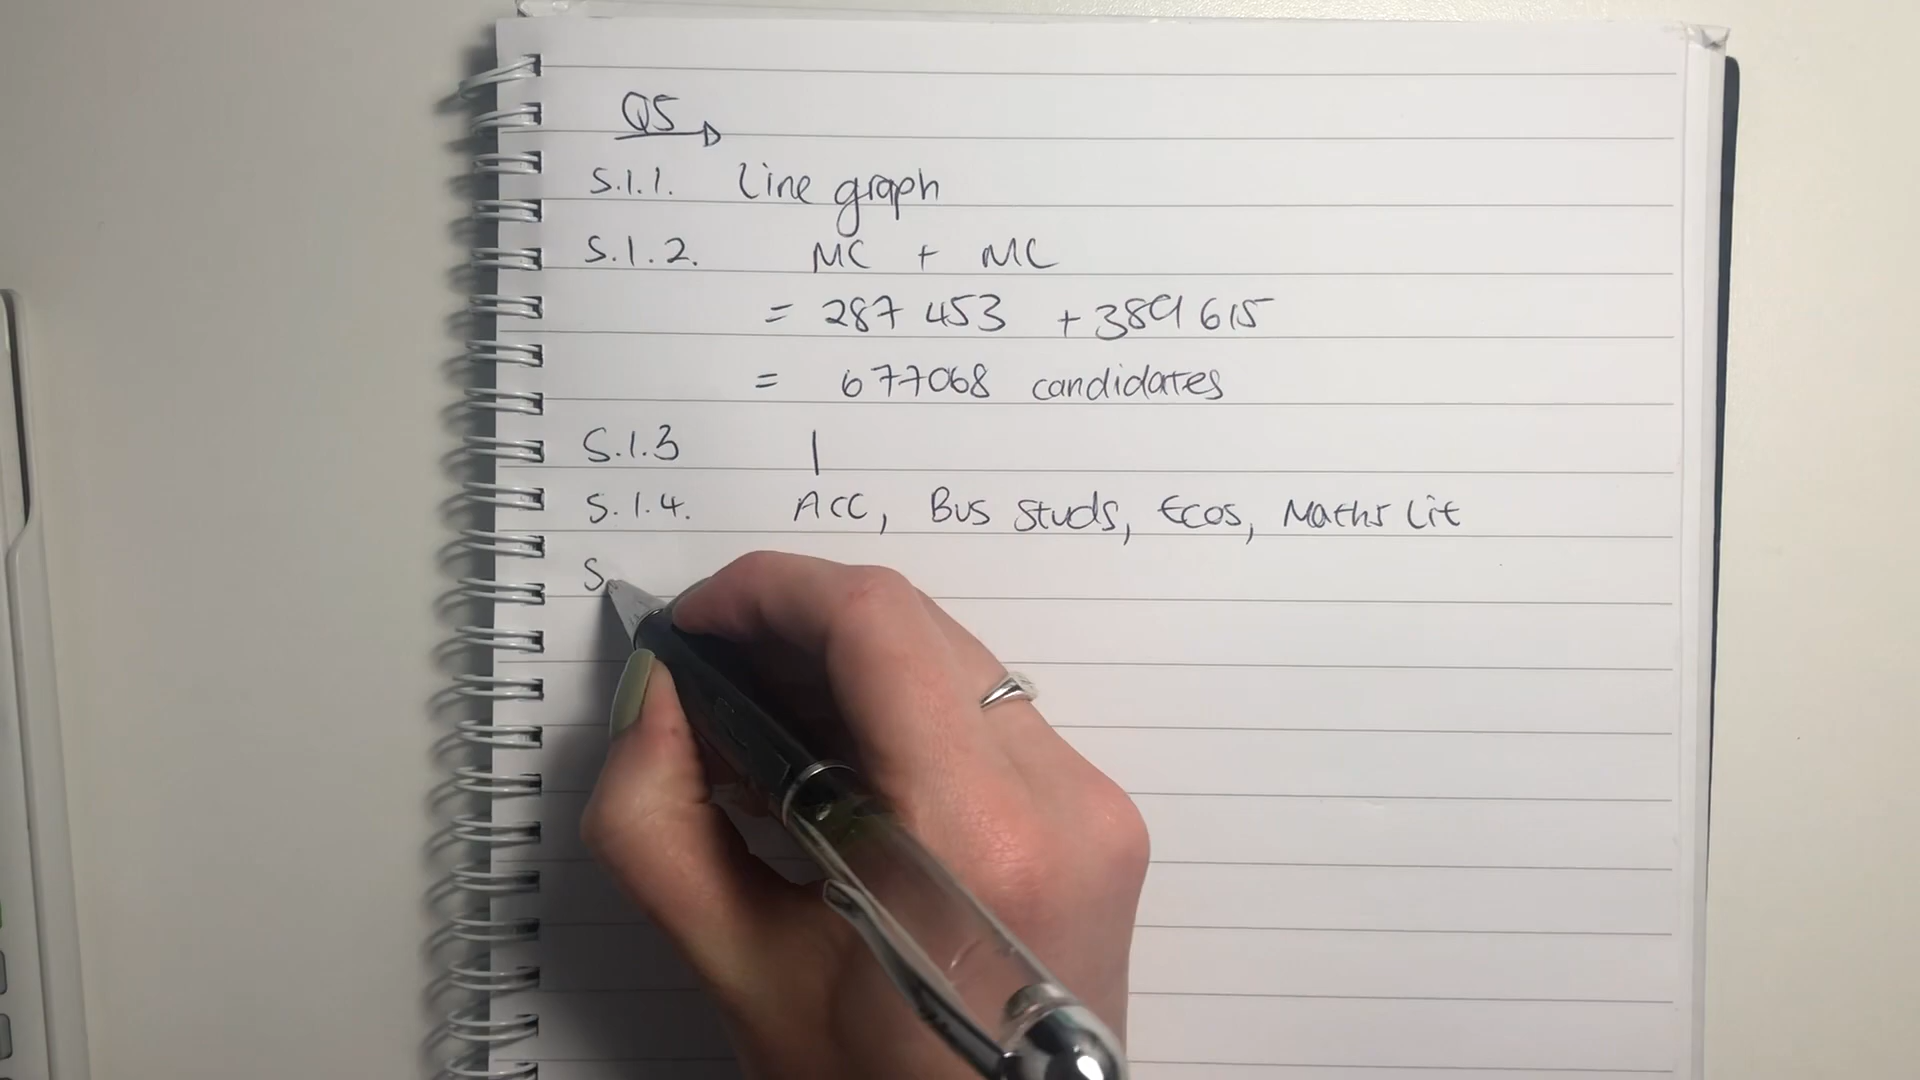 Q5
5.1.1. Line graph
5.1.2. MC + MC
= 287 453 + 389 615
= 677068 candidates
5.1.3 |
5.1.4. ACC, Bus Studs, Ecos, Maths Lit
5.